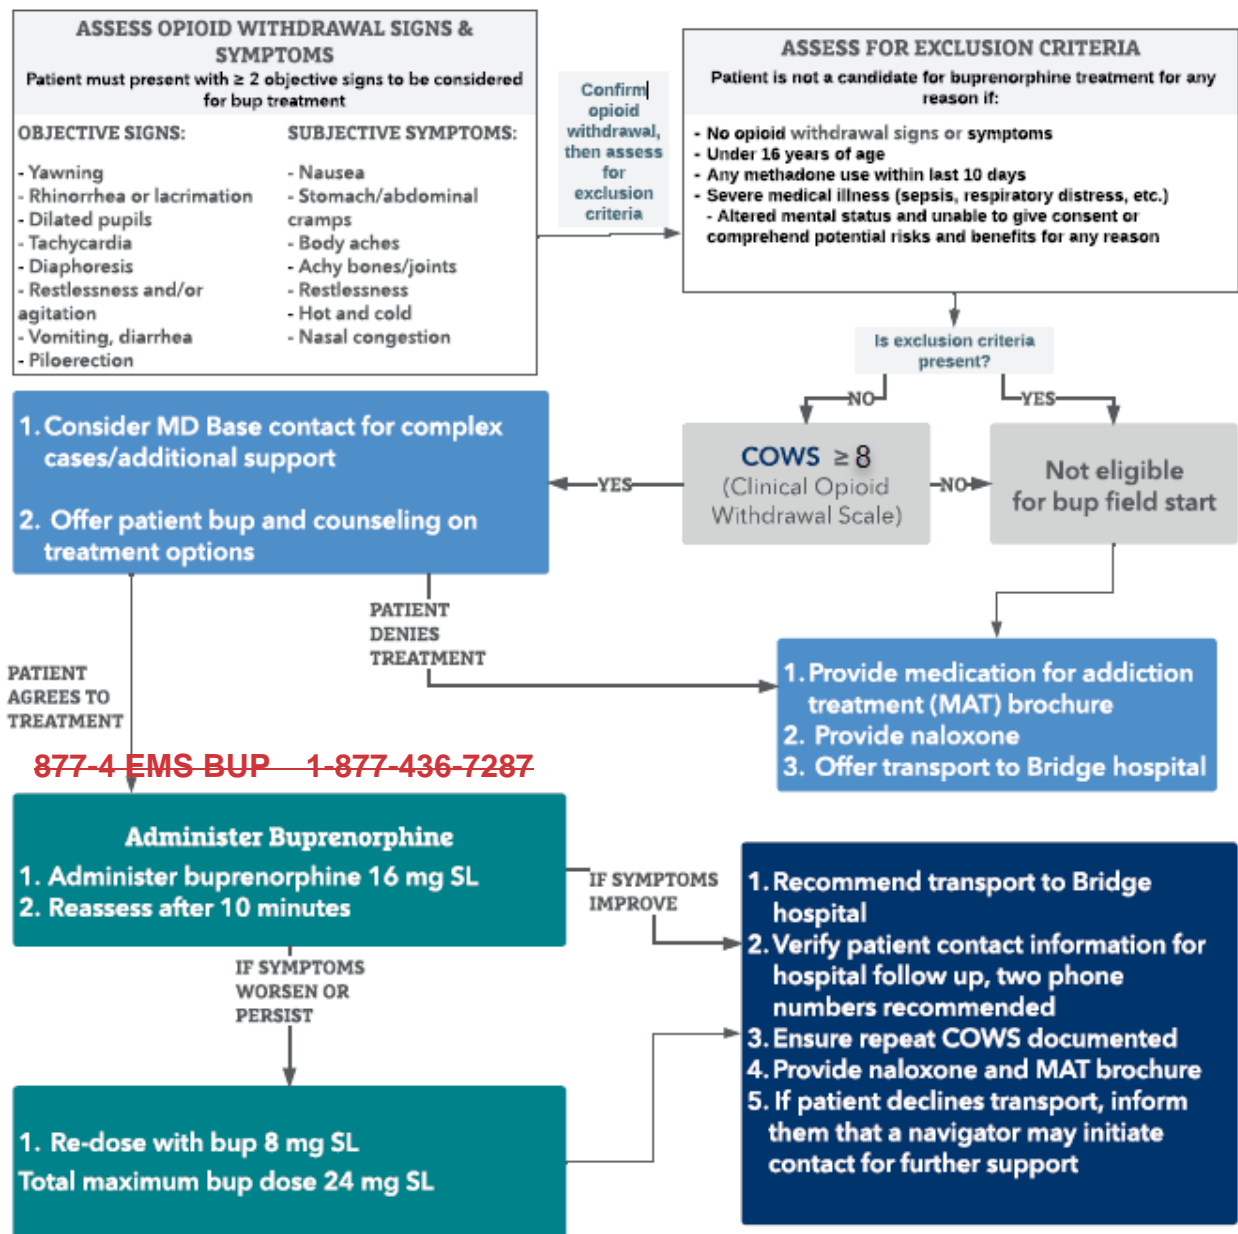 ASSESS OPIOID WITHDRAWAL SIGNS &
SYMPTOMS
Patient must present with ≥ 2 objective signs to be considered
for bup treatment
OBJECTIVE SIGNS:
- Yawning
- Rhinorrhea or lacrimation
- Dilated pupils
- Tachycardia
- Diaphoresis
- Restlessness and/or
agitation
- Vomiting, diarrhea
- Piloerection
SUBJECTIVE SYMPTOMS:
- Nausea
- Stomach/abdominal
cramps
- Body aches
- Achy bones/joints
- Restlessness
- Hot and cold
- Nasal congestion
Confirm
opioid
withdrawal,
then assess
for
exclusion
criteria
ASSESS FOR EXCLUSION CRITERIA
Patient is not a candidate for buprenorphine treatment for any
reason if:
- No opioid withdrawal signs or symptoms
- Under 16 years of age
- Any methadone use within last 10 days
- Severe medical illness (sepsis, respiratory distress, etc.)
- Altered mental status and unable to give consent or
comprehend potential risks and benefits for any reason
Is exclusion criteria
present?
NO
YES
COWS ≥ 8
(Clinical Opioid
Withdrawal Scale)
YES
NO
Not eligible
for bup field start
1. Consider MD Base contact for complex
cases/additional support
2. Offer patient bup and counseling on
treatment options
PATIENT
DENIES
TREATMENT
PATIENT
AGREES TO
TREATMENT
1. Provide medication for addiction
treatment (MAT) brochure
2. Provide naloxone
3. Offer transport to Bridge hospital
877-4 EMS BUP 1-877-436-7287
Administer Buprenorphine
1. Administer buprenorphine 16 mg SL
2. Reassess after 10 minutes
IF SYMPTOMS
IMPROVE
IF SYMPTOMS
WORSEN OR
PERSIST
1. Re-dose with bup 8 mg SL
Total maximum bup dose 24 mg SL
1. Recommend transport to Bridge
hospital
2. Verify patient contact information for
hospital follow up, two phone
numbers recommended
3. Ensure repeat COWS documented
4. Provide naloxone and MAT brochure
5. If patient declines transport, inform
them that a navigator may initiate
contact for further support